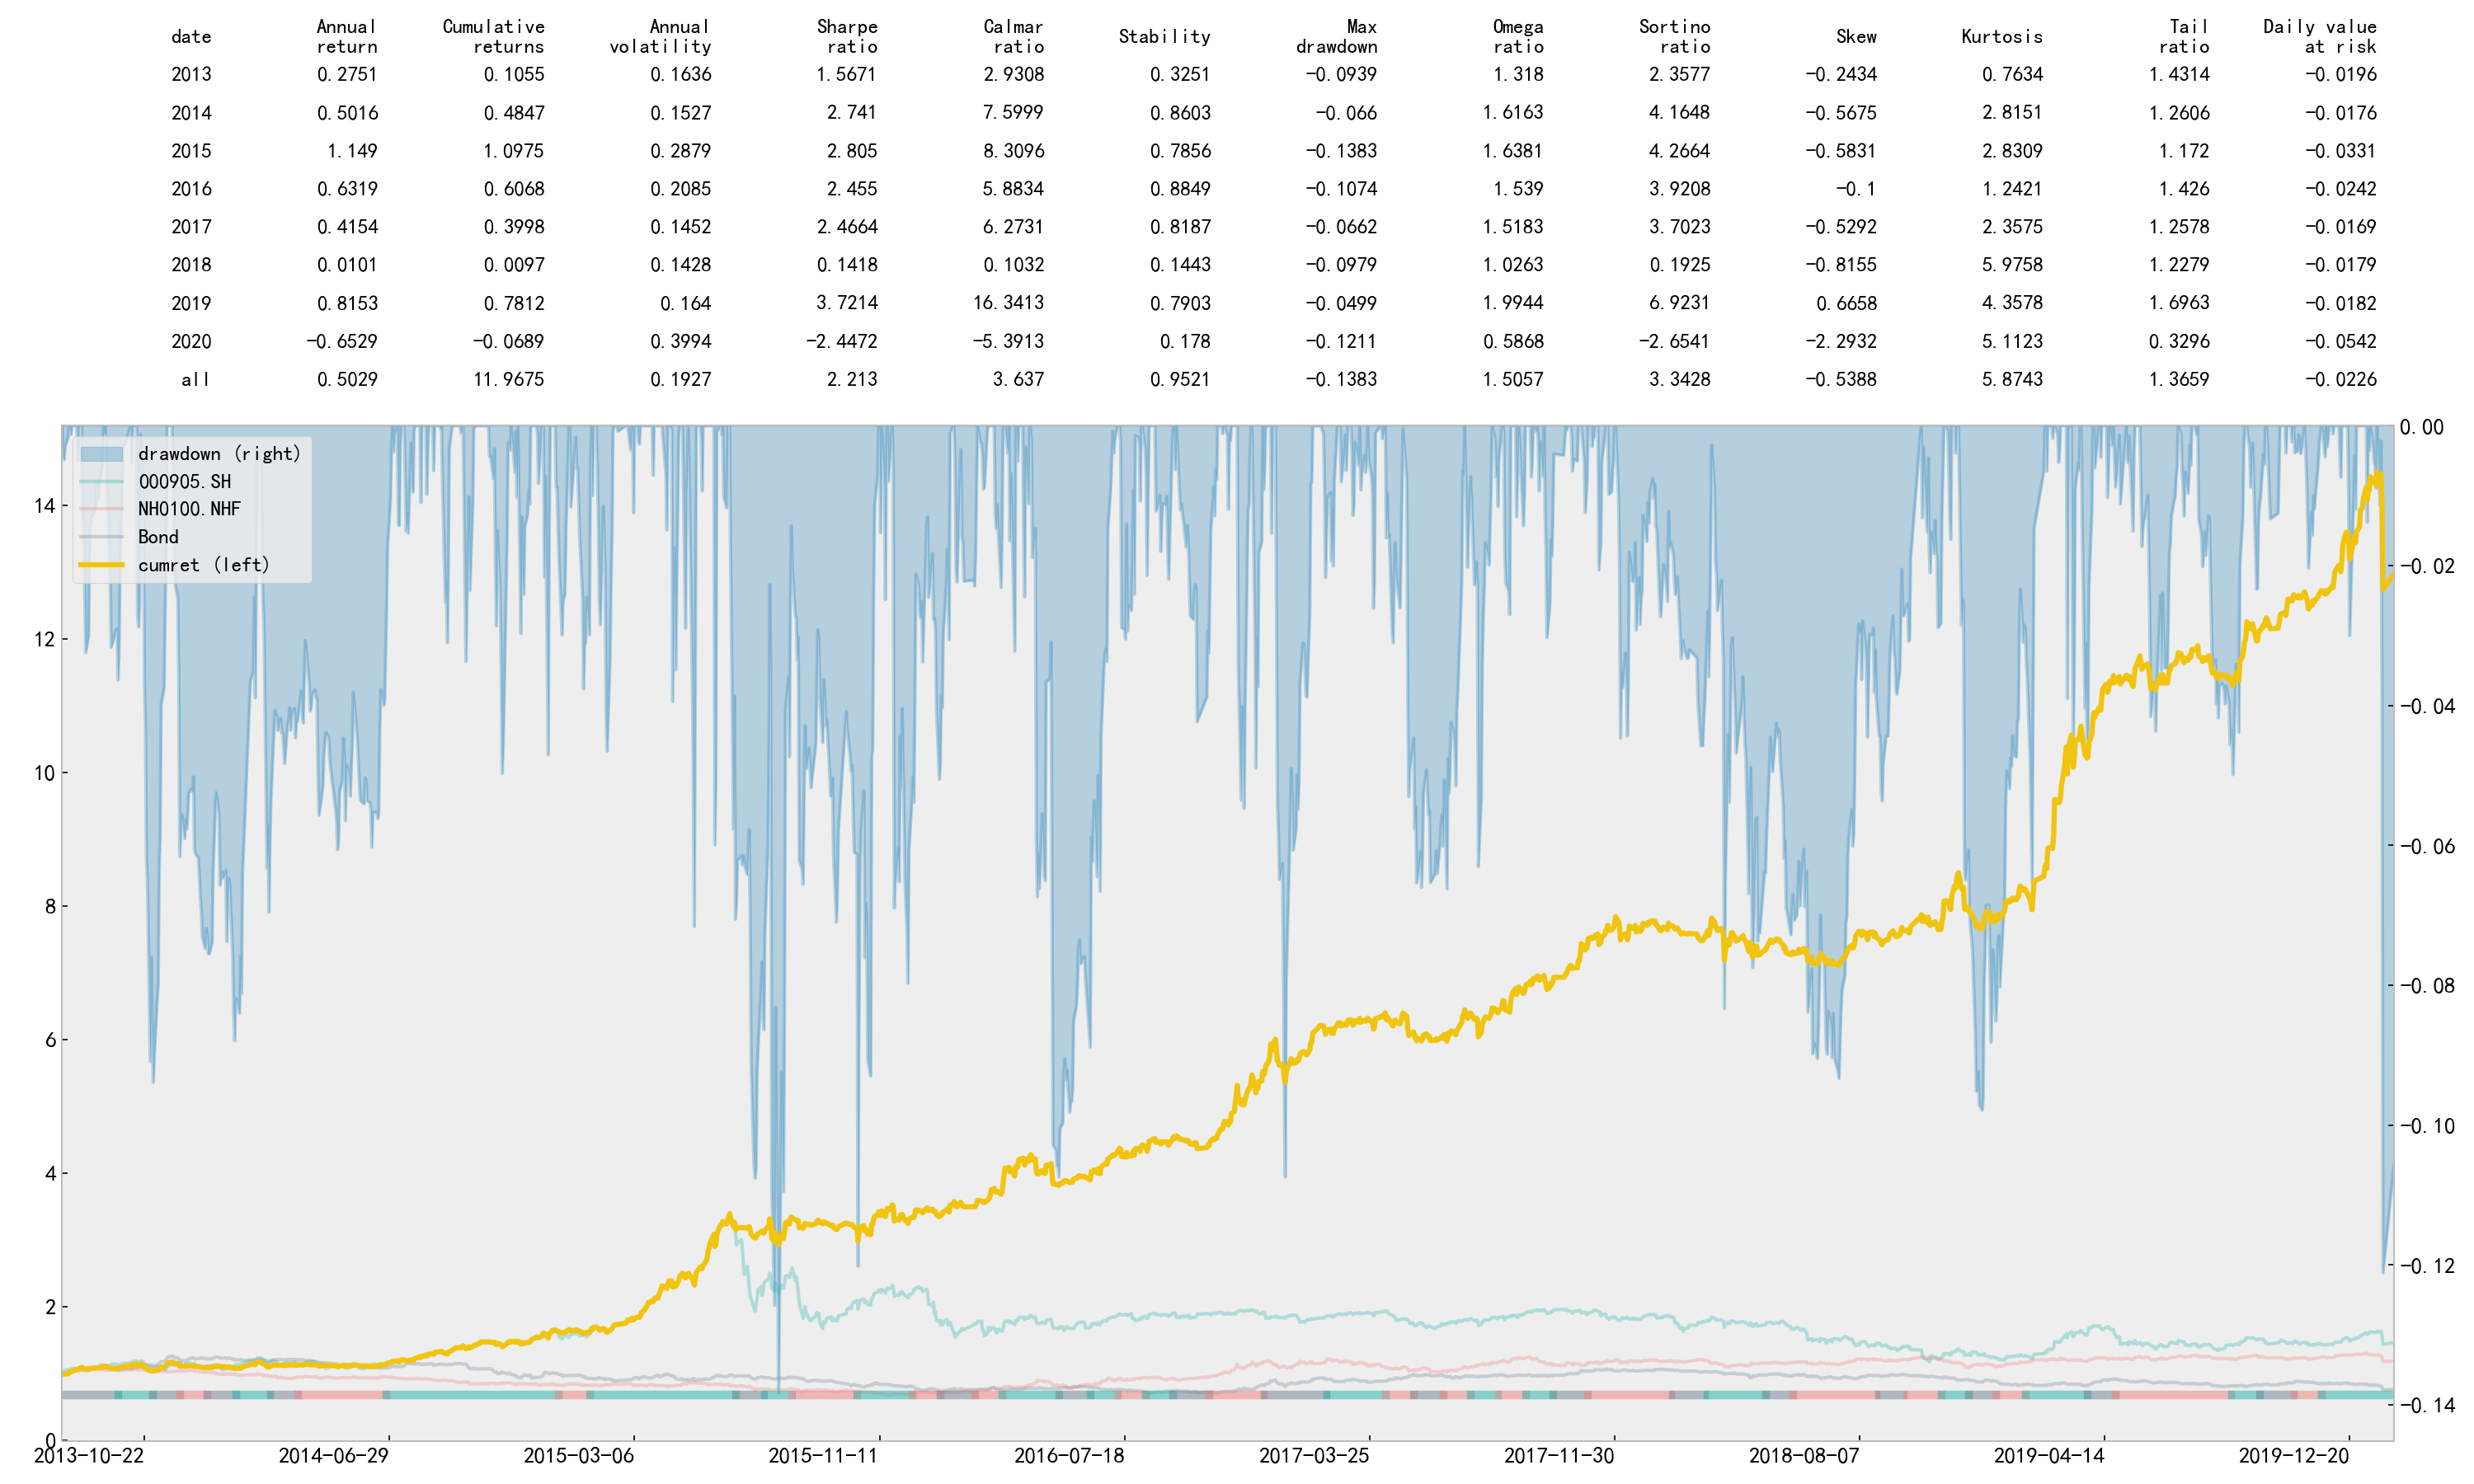 date Annual return Cumulative returns Annual volatility Sharpe ratio Calmar ratio Stability Max drawdown Omega ratio Sortino ratio Skew Kurtosis Tail ratio Daily value at risk
2013 0.2751 0.1055 0.1636 1.5671 2.9308 0.3251 -0.0939 1.318 2.3577 -0.2434 0.7634 1.4314 -0.0196
2014 0.5016 0.4847 0.1527 2.741 7.5999 0.8603 -0.066 1.6163 4.1648 -0.5675 2.8151 1.2606 -0.0176
2015 1.149 1.0975 0.2879 2.805 8.3096 0.7856 -0.1383 1.6381 4.2664 -0.5831 2.8309 1.172 -0.0331
2016 0.6319 0.6068 0.2085 2.455 5.8834 0.8849 -0.1074 1.539 3.9208 -0.1 1.2421 1.426 -0.0242
2017 0.4154 0.3998 0.1452 2.4664 6.2731 0.8187 -0.0662 1.5183 3.7023 -0.5292 2.3575 1.2578 -0.0169
2018 0.0101 0.0097 0.1428 0.1418 0.1032 0.1443 -0.0979 1.0263 0.1925 -0.8155 5.9758 1.2279 -0.0179
2019 0.8153 0.7812 0.164 3.7214 16.3413 0.7903 -0.0499 1.9944 6.9231 0.6658 4.3578 1.6963 -0.0182
2020 -0.6529 -0.0689 0.3994 -2.4472 -5.3913 0.178 -0.1211 0.5868 -2.6541 -2.2932 5.1123 0.3296 -0.0542
all 0.5029 11.9675 0.1927 2.213 3.637 0.9521 -0.1383 1.5057 3.3428 -0.5388 5.8743 1.3659 -0.0226
drawdown (right)
000905.SH
NH0100.NHF
Bond
cumret (left)
14
12
10
8
6
4
2
0
0.00
-0.02
-0.04
-0.06
-0.08
-0.10
-0.12
-0.14
2013-10-22 2014-06-29 2015-03-06 2015-11-11 2016-07-18 2017-03-25 2017-11-30 2018-08-07 2019-04-14 2019-12-20